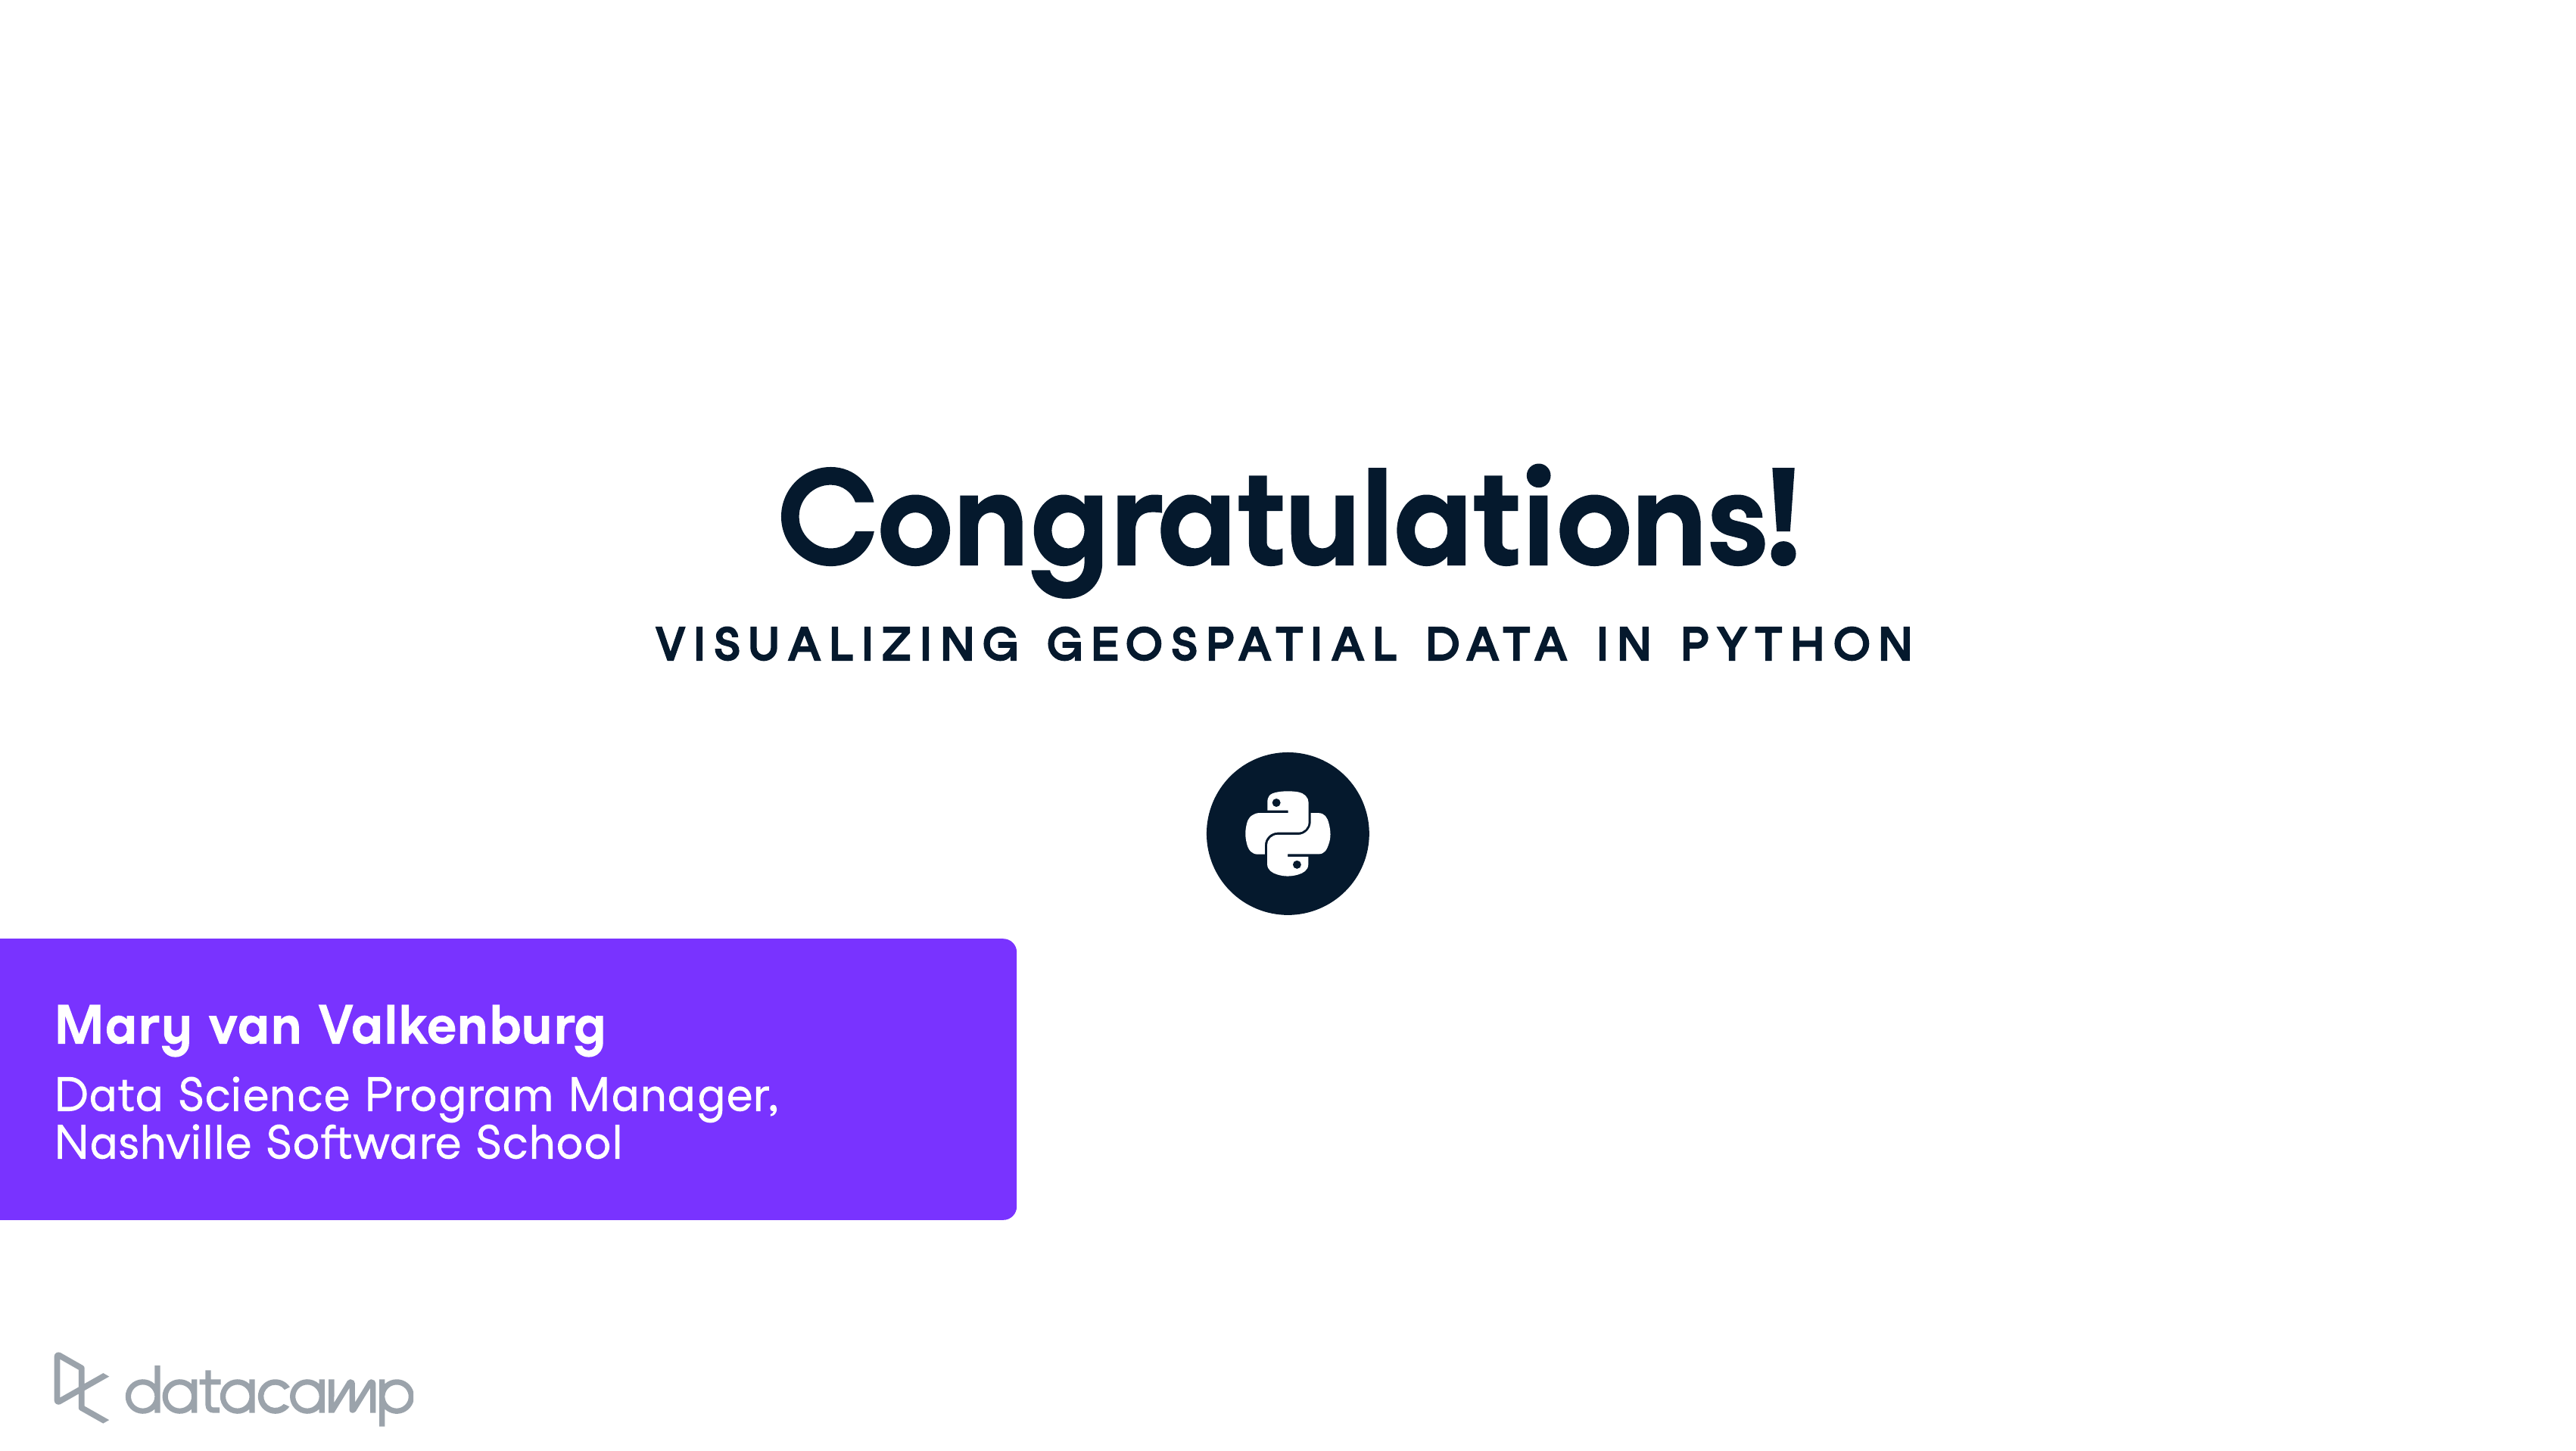 Congratulations!
VISUALIZING GEOSPATIAL DATA IN PYTHON
Mary van Valkenburg
Data Science Program Manager,
Nashville Software School
datacamp